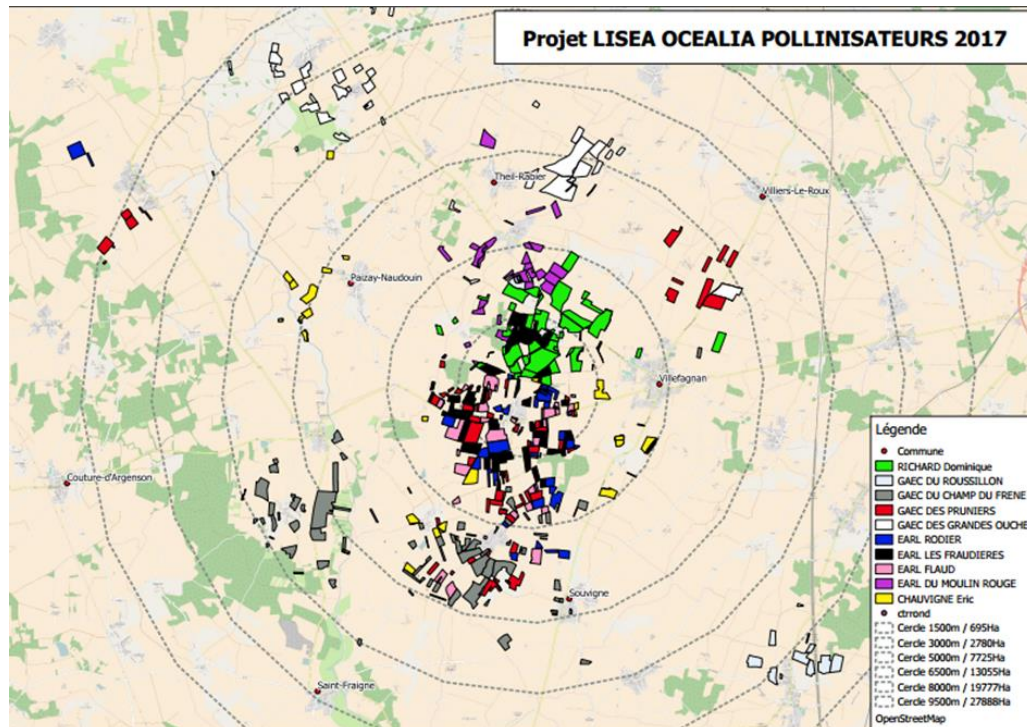 Projet LISEA OCEALIA POLLINISATEURS 2017
Theil-Rabier
Villiers-Le-Roux
Paizay-Naudouin
Villefagnan
Couture-d'Argenson
Souvigne
Saint-Fraigne
Légende
Commune
RICHARD Dominique
GAEC DU ROUSSILLON
GAEC DU CHAMP DU FRENE
GAEC DES PRUNIERS
GAEC DES GRANDES OUCHE
EARL RODIER
EARL LES FRAUDIERES
EARL FLAUD
EARL DU MOULIN ROUGE
CHAUVIGNE Eric
ctrrond
Cercle 1500m / 695Ha
Cercle 3000m / 2780Ha
Cercle 5000m / 7725Ha
Cercle 6500m / 13055Ha
Cercle 8000m / 19777Ha
Cercle 9500m / 27888Ha
OpenStreetMap